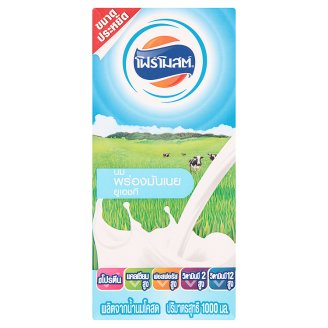 ขนาด
ประหยัด
โฟร์โมสต์
นม
พร่องมันเนย
ยูเอชที
โปรตีน
แคลเซียม
สูง
ฟอสฟอรัส
สูง
วิตามินบี 2
สูง
วิตามินบี 12
สูง
ผลิตจากน้ำนมโคสด ปริมาตรสุทธิ 1000 มล.